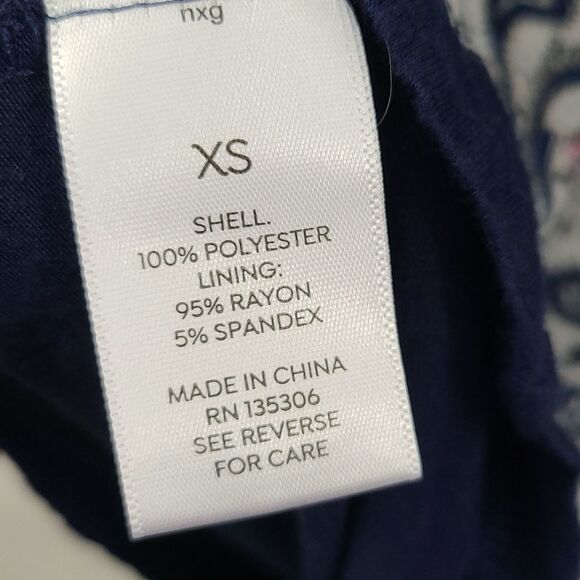 nxg
XS
SHELL.
100% POLYESTER
LINING:
95% RAYON
5% SPANDEX
MADE IN CHINA
RN 135306
SEE REVERSE
FOR CARE